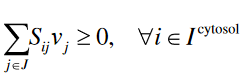 ∑_{j∈J} S_{ij} v_j ≥ 0, ∀i ∈ I^{cytosol}